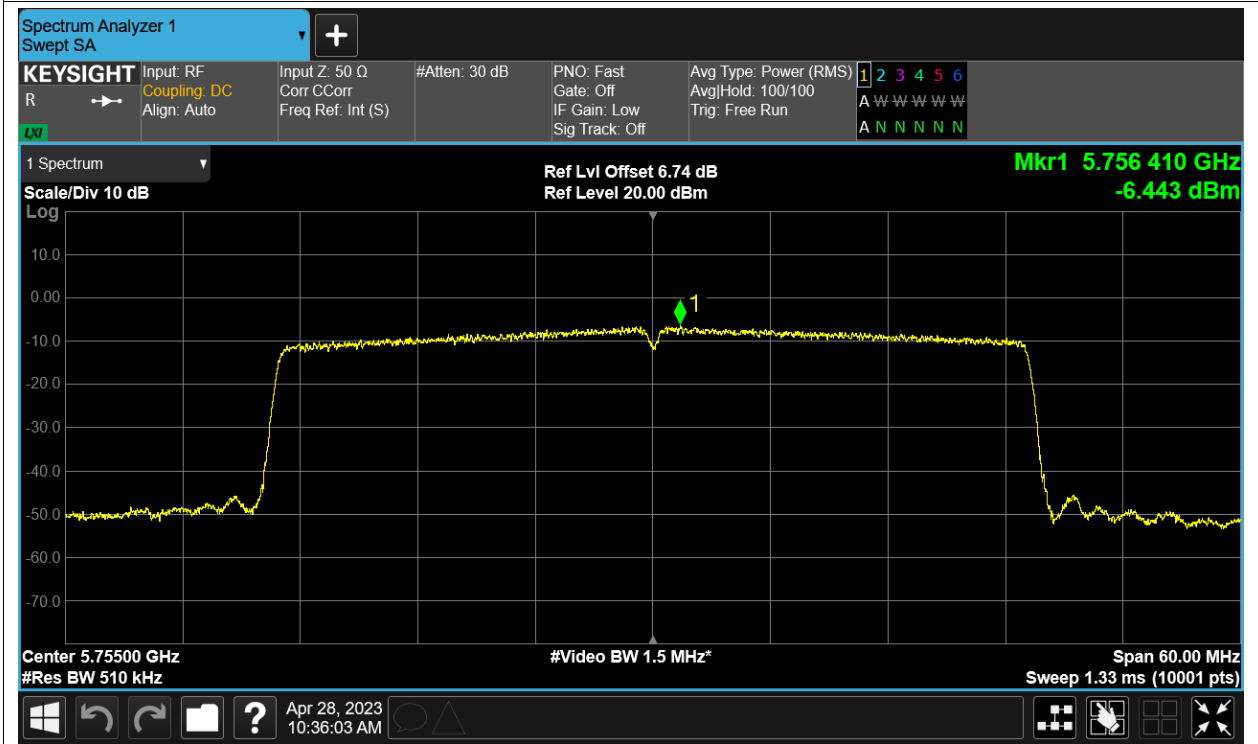 Spectrum Analyzer 1
Swept SA
KEYSIGHT
R
LXI
Input: RF
Coupling: DC
Align: Auto
Input Z: 50 Ω
Corr CCorr
Freq Ref: Int (S)
#Atten: 30 dB
PNO: Fast
Gate: Off
IF Gain: Low
Sig Track: Off
Avg Type: Power (RMS)
Avg|Hold: 100/100
Trig: Free Run
1 2 3 4 5 6
A W W W W W
A N N N N N
1 Spectrum
Scale/Div 10 dB
Log
Ref Lvl Offset 6.74 dB
Ref Level 20.00 dBm
Mkr1 5.756 410 GHz
-6.443 dBm
1
10.0
0.00
-10.0
-20.0
-30.0
-40.0
-50.0
-60.0
-70.0
Center 5.75500 GHz
#Res BW 510 kHz
#Video BW 1.5 MHz*
Span 60.00 MHz
Sweep 1.33 ms (10001 pts)
?
Apr 28, 2023
10:36:03 AM